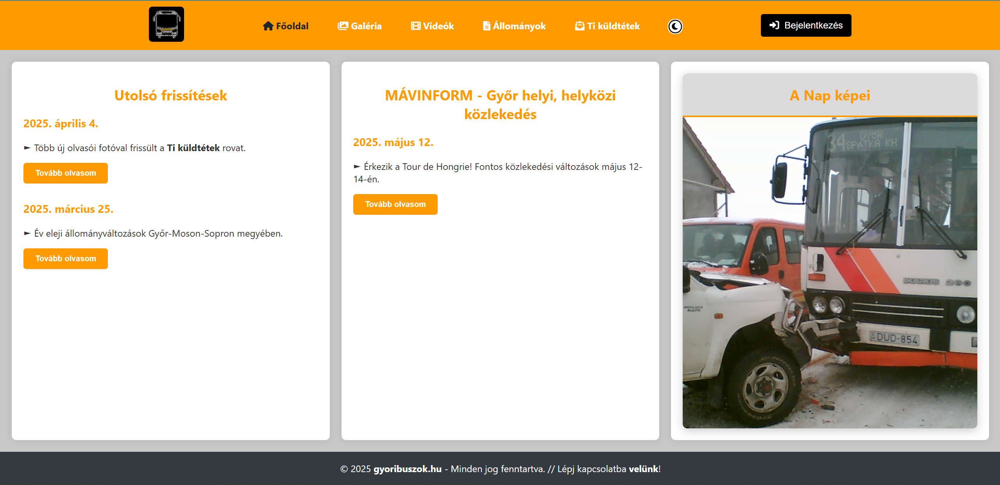 Főoldal
Galéria
Videók
Állományok
Ti küldtétek
Bejelentkezés
Utolsó frissítések
2025. április 4.
► Több új olvasói fotóval frissült a Ti küldtétek rovat.
Tovább olvasom
2025. március 25.
► Év eleji állományváltozások Győr-Moson-Sopron megyében.
Tovább olvasom
MÁVINFORM - Győr helyi, helyközi
közlekedés
2025. május 12.
► Érkezik a Tour de Hongrie! Fontos közlekedési változások május 12-
14-én.
Tovább olvasom
A Nap képei
34
GYŐR
SPATKA KH
IKARUS 260
DUD-854
© 2025 gyoribuszok.hu - Minden jog fenntartva. // Lépj kapcsolatba velünk!